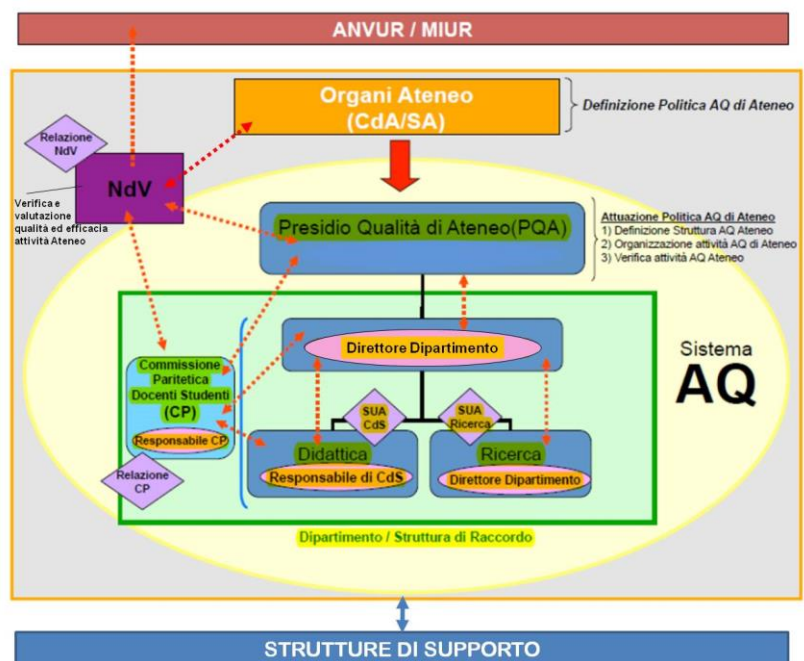 ANVUR / MIUR
Organi Ateneo
(CdA/SA)
Definizione Politica AQ di Ateneo
Relazione
NdV
NdV
Verifica e
valutazione
qualità ed efficacia
attività Ateneo
Presidio Qualità di Ateneo(PQA)
Attuazione Politica AQ di Ateneo
1) Definizione Struttura AQ Ateneo
2) Organizzazione attività AQ di Ateneo
3) Verifica attività AQ Ateneo
Direttore Dipartimento
Sistema
AQ
Commissione
Paritetica
Docenti Studenti
(CP)
Responsabile CP
Relazione
CP
SUA
CdS
SUA
Ricerca
Didattica
Responsabile di CdS
Ricerca
Direttore Dipartimento
Dipartimento / Struttura di Raccordo
STRUTTURE DI SUPPORTO